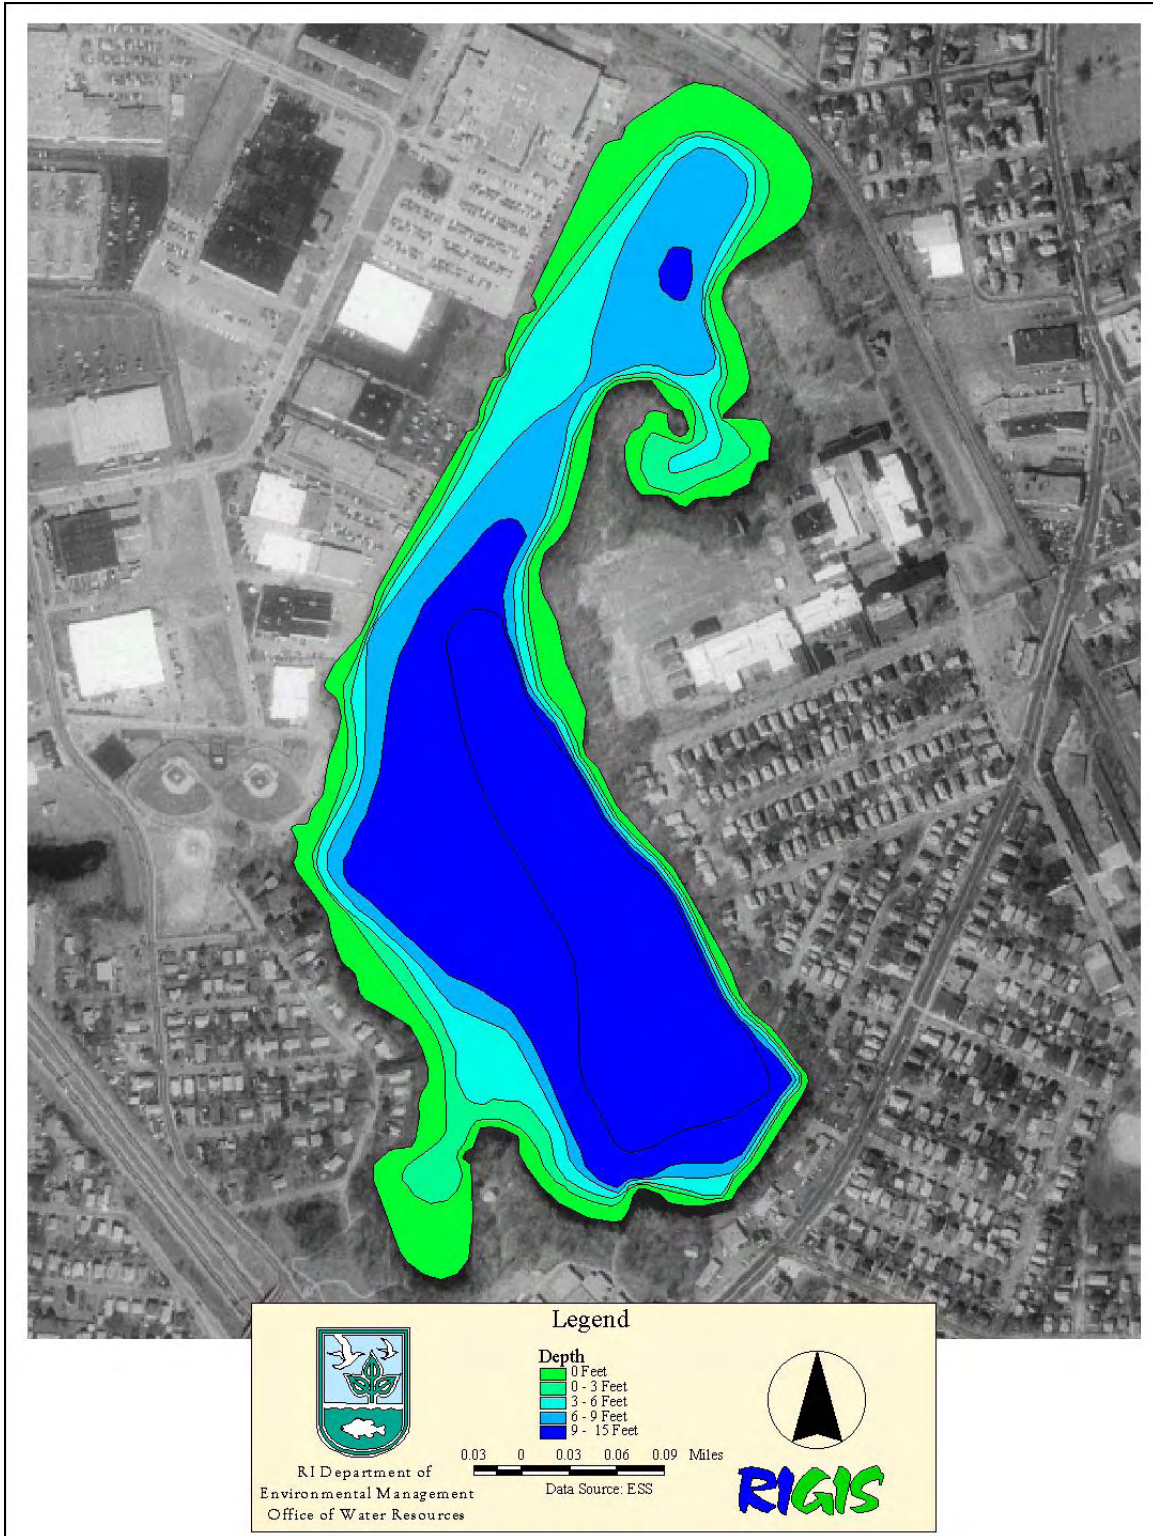 Legend
Depth
0 Feet
0 - 3 Feet
3 - 6 Feet
6 - 9 Feet
9 - 15 Feet
0.03 0 0.03 0.06 0.09 Miles
Data Source: ESS
RI Department of
Environmental Management
Office of Water Resources
RIGIS